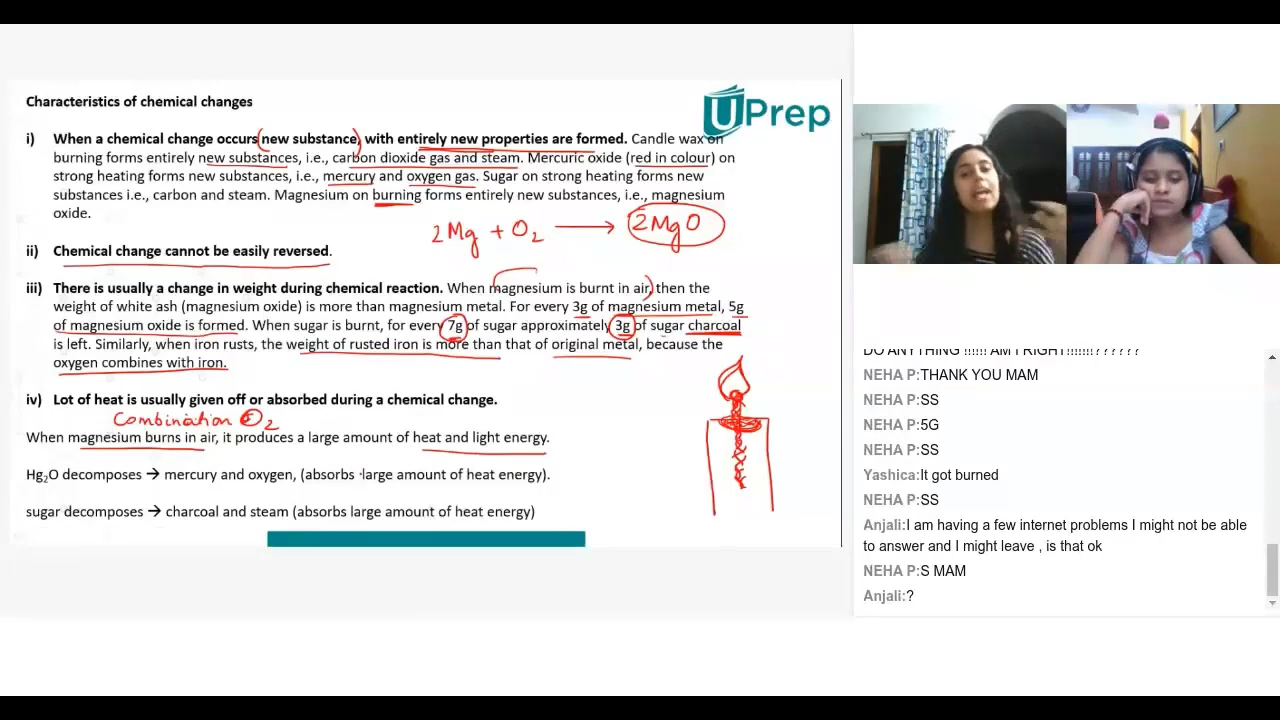 Characteristics of chemical changes
UPrep
i) When a chemical change occurs (new substance) with entirely new properties are formed. Candle wax on
burning forms entirely new substances, i.e., carbon dioxide gas and steam. Mercuric oxide (red in colour) on
strong heating forms new substances, i.e., mercury and oxygen gas. Sugar on strong heating forms new
substances i.e., carbon and steam. Magnesium on burning forms entirely new substances, i.e., magnesium
oxide.
2Mg + O2 → 2MgO
ii) Chemical change cannot be easily reversed.
iii) There is usually a change in weight during chemical reaction. When magnesium is burnt in air, then the
weight of white ash (magnesium oxide) is more than magnesium metal. For every 3g of magnesium metal, 5g
of magnesium oxide is formed. When sugar is burnt, for every 7g of sugar approximately 3g of sugar charcoal
is left. Similarly, when iron rusts, the weight of rusted iron is more than that of original metal, because the
oxygen combines with iron.
iv) Lot of heat is usually given off or absorbed during a chemical change.
Combination O2
When magnesium burns in air, it produces a large amount of heat and light energy.
Hg2O decomposes → mercury and oxygen, (absorbs large amount of heat energy).
sugar decomposes → charcoal and steam (absorbs large amount of heat energy)
DO ANYTHING !!!!!! AM I RIGHT!!!!!!!??????
NEHA P:THANK YOU MAM
NEHA P:SS
NEHA P:5G
NEHA P:SS
Yashica:It got burned
NEHA P:SS
Anjali:I am having a few internet problems I might not be able
to answer and I might leave , is that ok
NEHA P:S MAM
Anjali:?